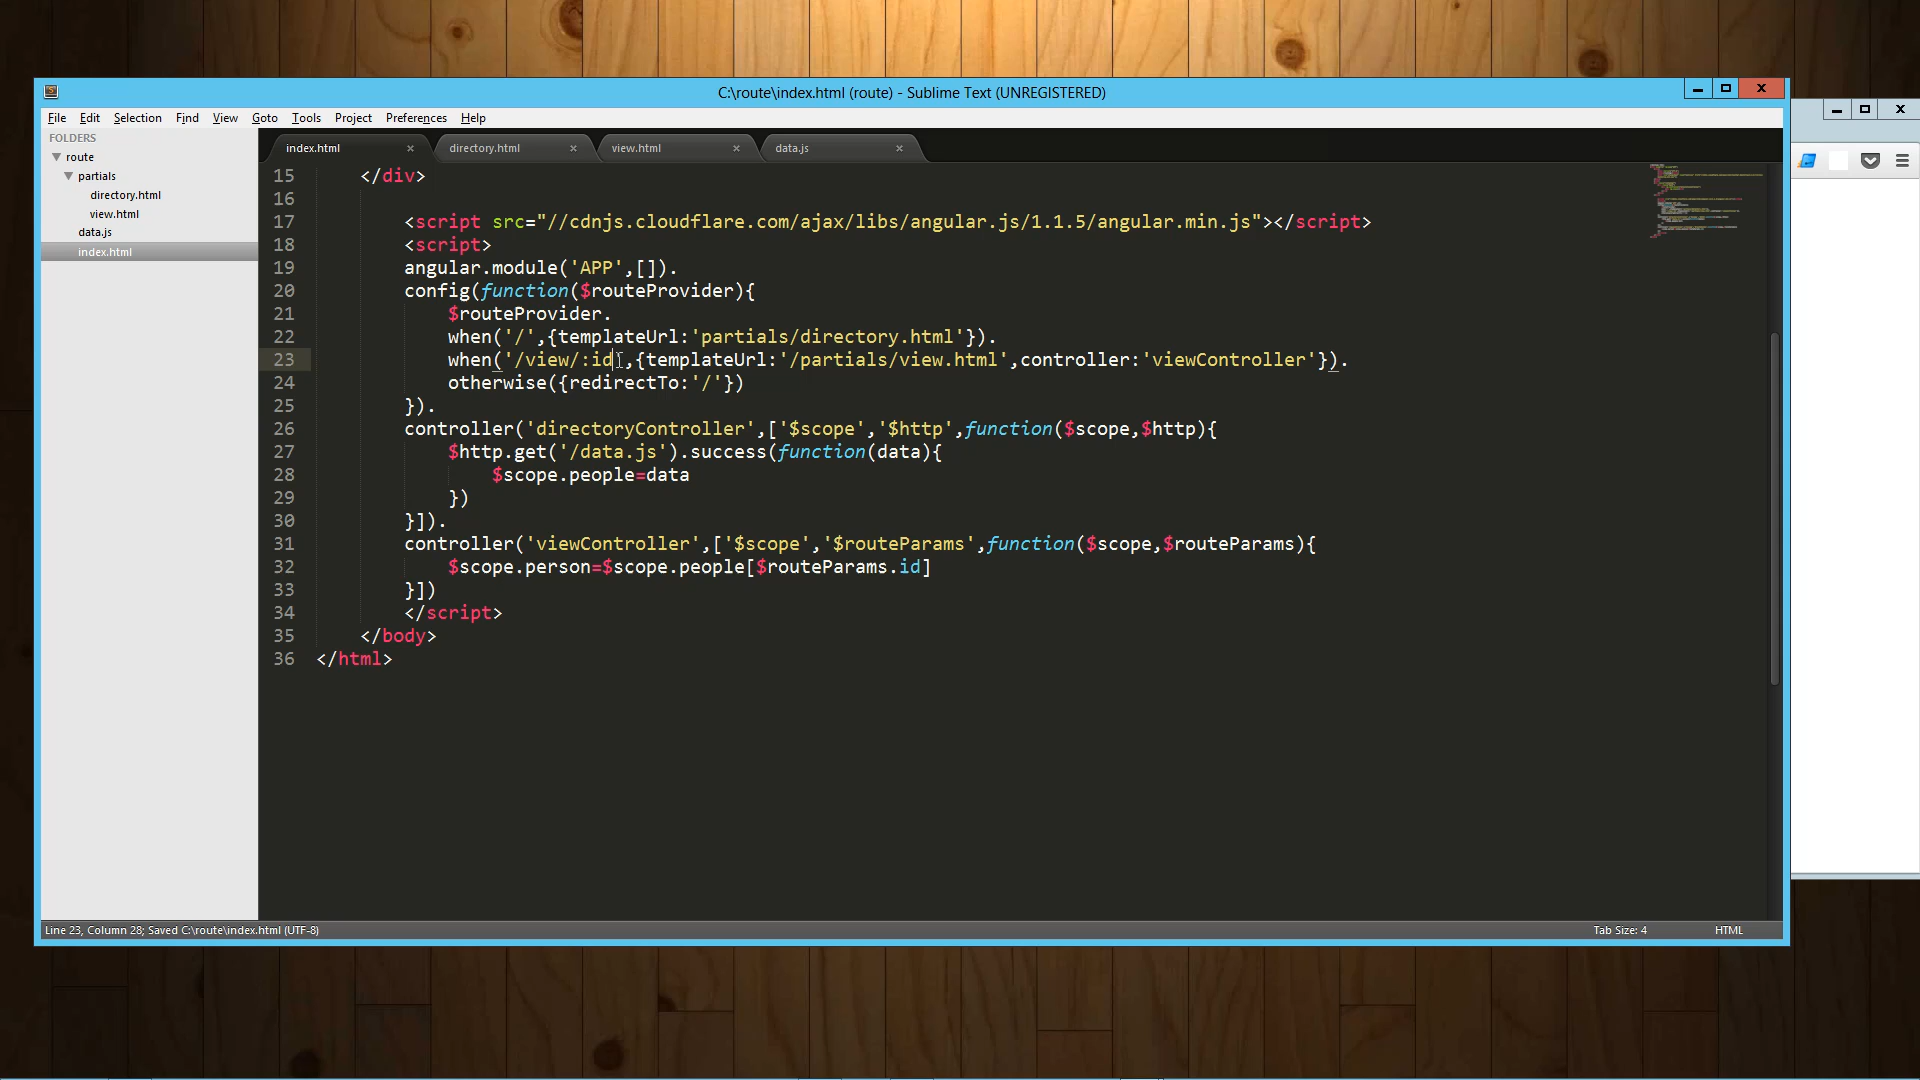 C:\route\index.html (route) - Sublime Text (UNREGISTERED)
File Edit Selection Find View Goto Tools Project Preferences Help
FOLDERS
route
partials
directory.html
view.html
data.js
index.html
index.html × directory.html × view.html × data.js ×
15 </div>
16
17 <script src="//cdnjs.cloudflare.com/ajax/libs/angular.js/1.1.5/angular.min.js"></script>
18 <script>
19 angular.module('APP',[]).
20 config(function($routeProvider){
21 $routeProvider.
22 when('/',{templateUrl:'partials/directory.html'}).
23 when('/view/:id',{templateUrl:'/partials/view.html',controller:'viewController'}).
24 otherwise({redirectTo:'/'})
25 }).
26 controller('directoryController',['$scope','$http',function($scope,$http){
27 $http.get('/data.js').success(function(data){
28 $scope.people=data
29 })
30 }]).
31 controller('viewController',['$scope','$routeParams',function($scope,$routeParams){
32 $scope.person=$scope.people[$routeParams.id]
33 }])
34 </script>
35 </body>
36 </html>
Line 23, Column 28; Saved C:\route\index.html (UTF-8) Tab Size: 4 HTML